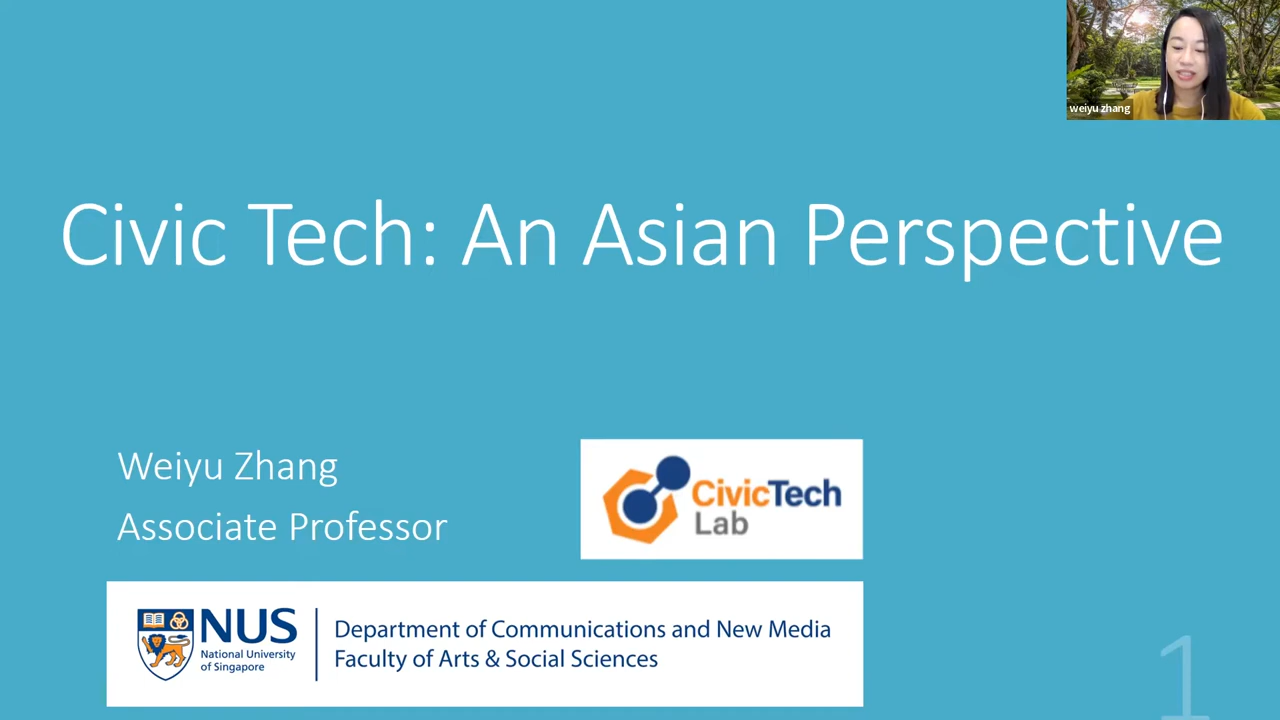 weiyu zhang
Civic Tech: An Asian Perspective
Weiyu Zhang
Associate Professor
CivicTech
Lab
NUS
National University
of Singapore
Department of Communications and New Media
Faculty of Arts & Social Sciences
1